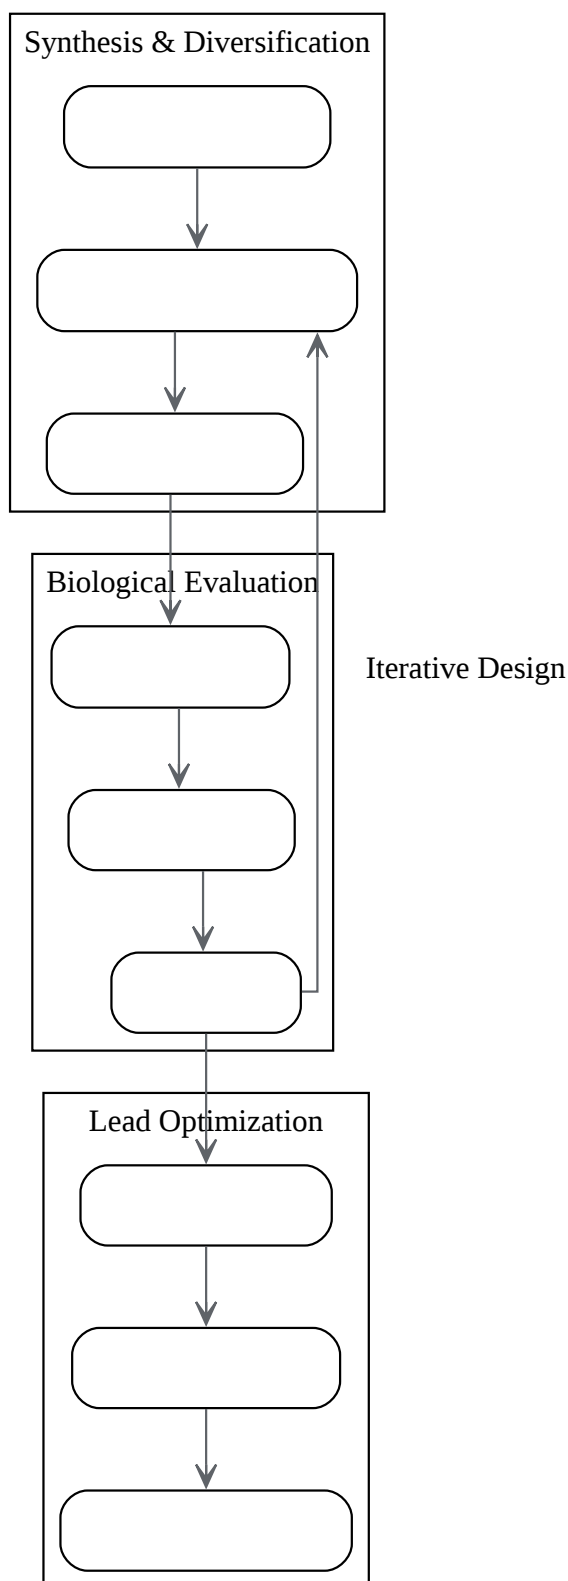 Synthesis & Diversification
Biological Evaluation
Iterative Design
Lead Optimization